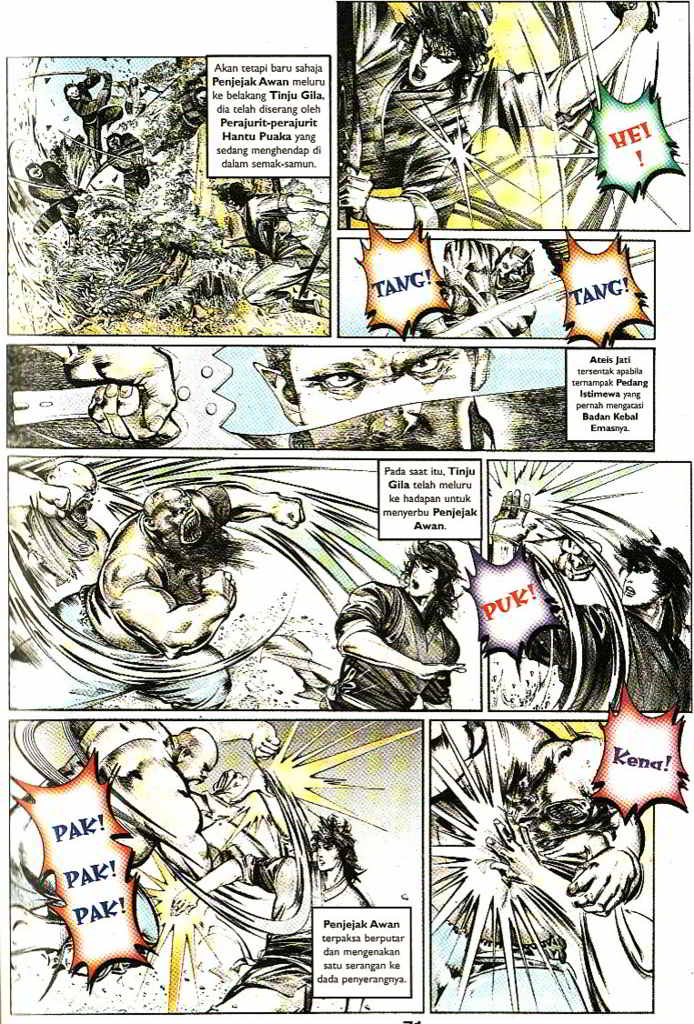 Akan tetapi baru sahaja
Penjejak Awan meluru
ke belakang Tinju Gila,
dia telah diserang oleh
Perajurit-perajurit
Hantu Puaka yang
sedang menghendap di
dalam semak-samun.
HEI
!
TANG!
TANG!
Ateis Jati
tersentak apabila
ternampak Pedang
Istimewa yang
pernah mengatasi
Badan Kebal
Emasnya.
Pada saat itu, Tinju
Gila telah meluru
ke hadapan untuk
menyerbu Penjejak
Awan.
PUK!
PAK!
PAK!
PAK!
Penjejak Awan
terpaksa berputar
dan mengenakan
satu serangan ke
dada penyerangnya.
Kena!
71